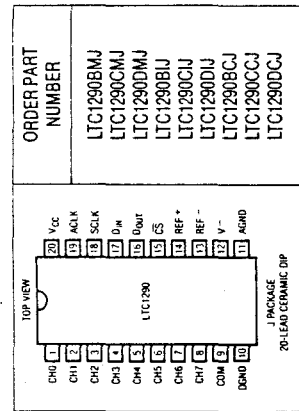 TOP VIEW
CH0 1
CH1 2
CH2 3
CH3 4
CH4 5
CH5 6
CH6 7
CH7 8
COM 9
DGND 10
20 VCC
19 ACLK
18 SCLK
17 DIN
16 DOUT
15 CS
14 REF +
13 REF -
12 V -
11 AGND
LTC1290
J PACKAGE
20-LEAD CERAMIC DIP
ORDER PART
NUMBER
LTC1290BMJ
LTC1290CMJ
LTC1290DMJ
LTC1290BIJ
LTC1290CIJ
LTC1290DIJ
LTC1290BCJ
LTC1290CCJ
LTC1290DCJ